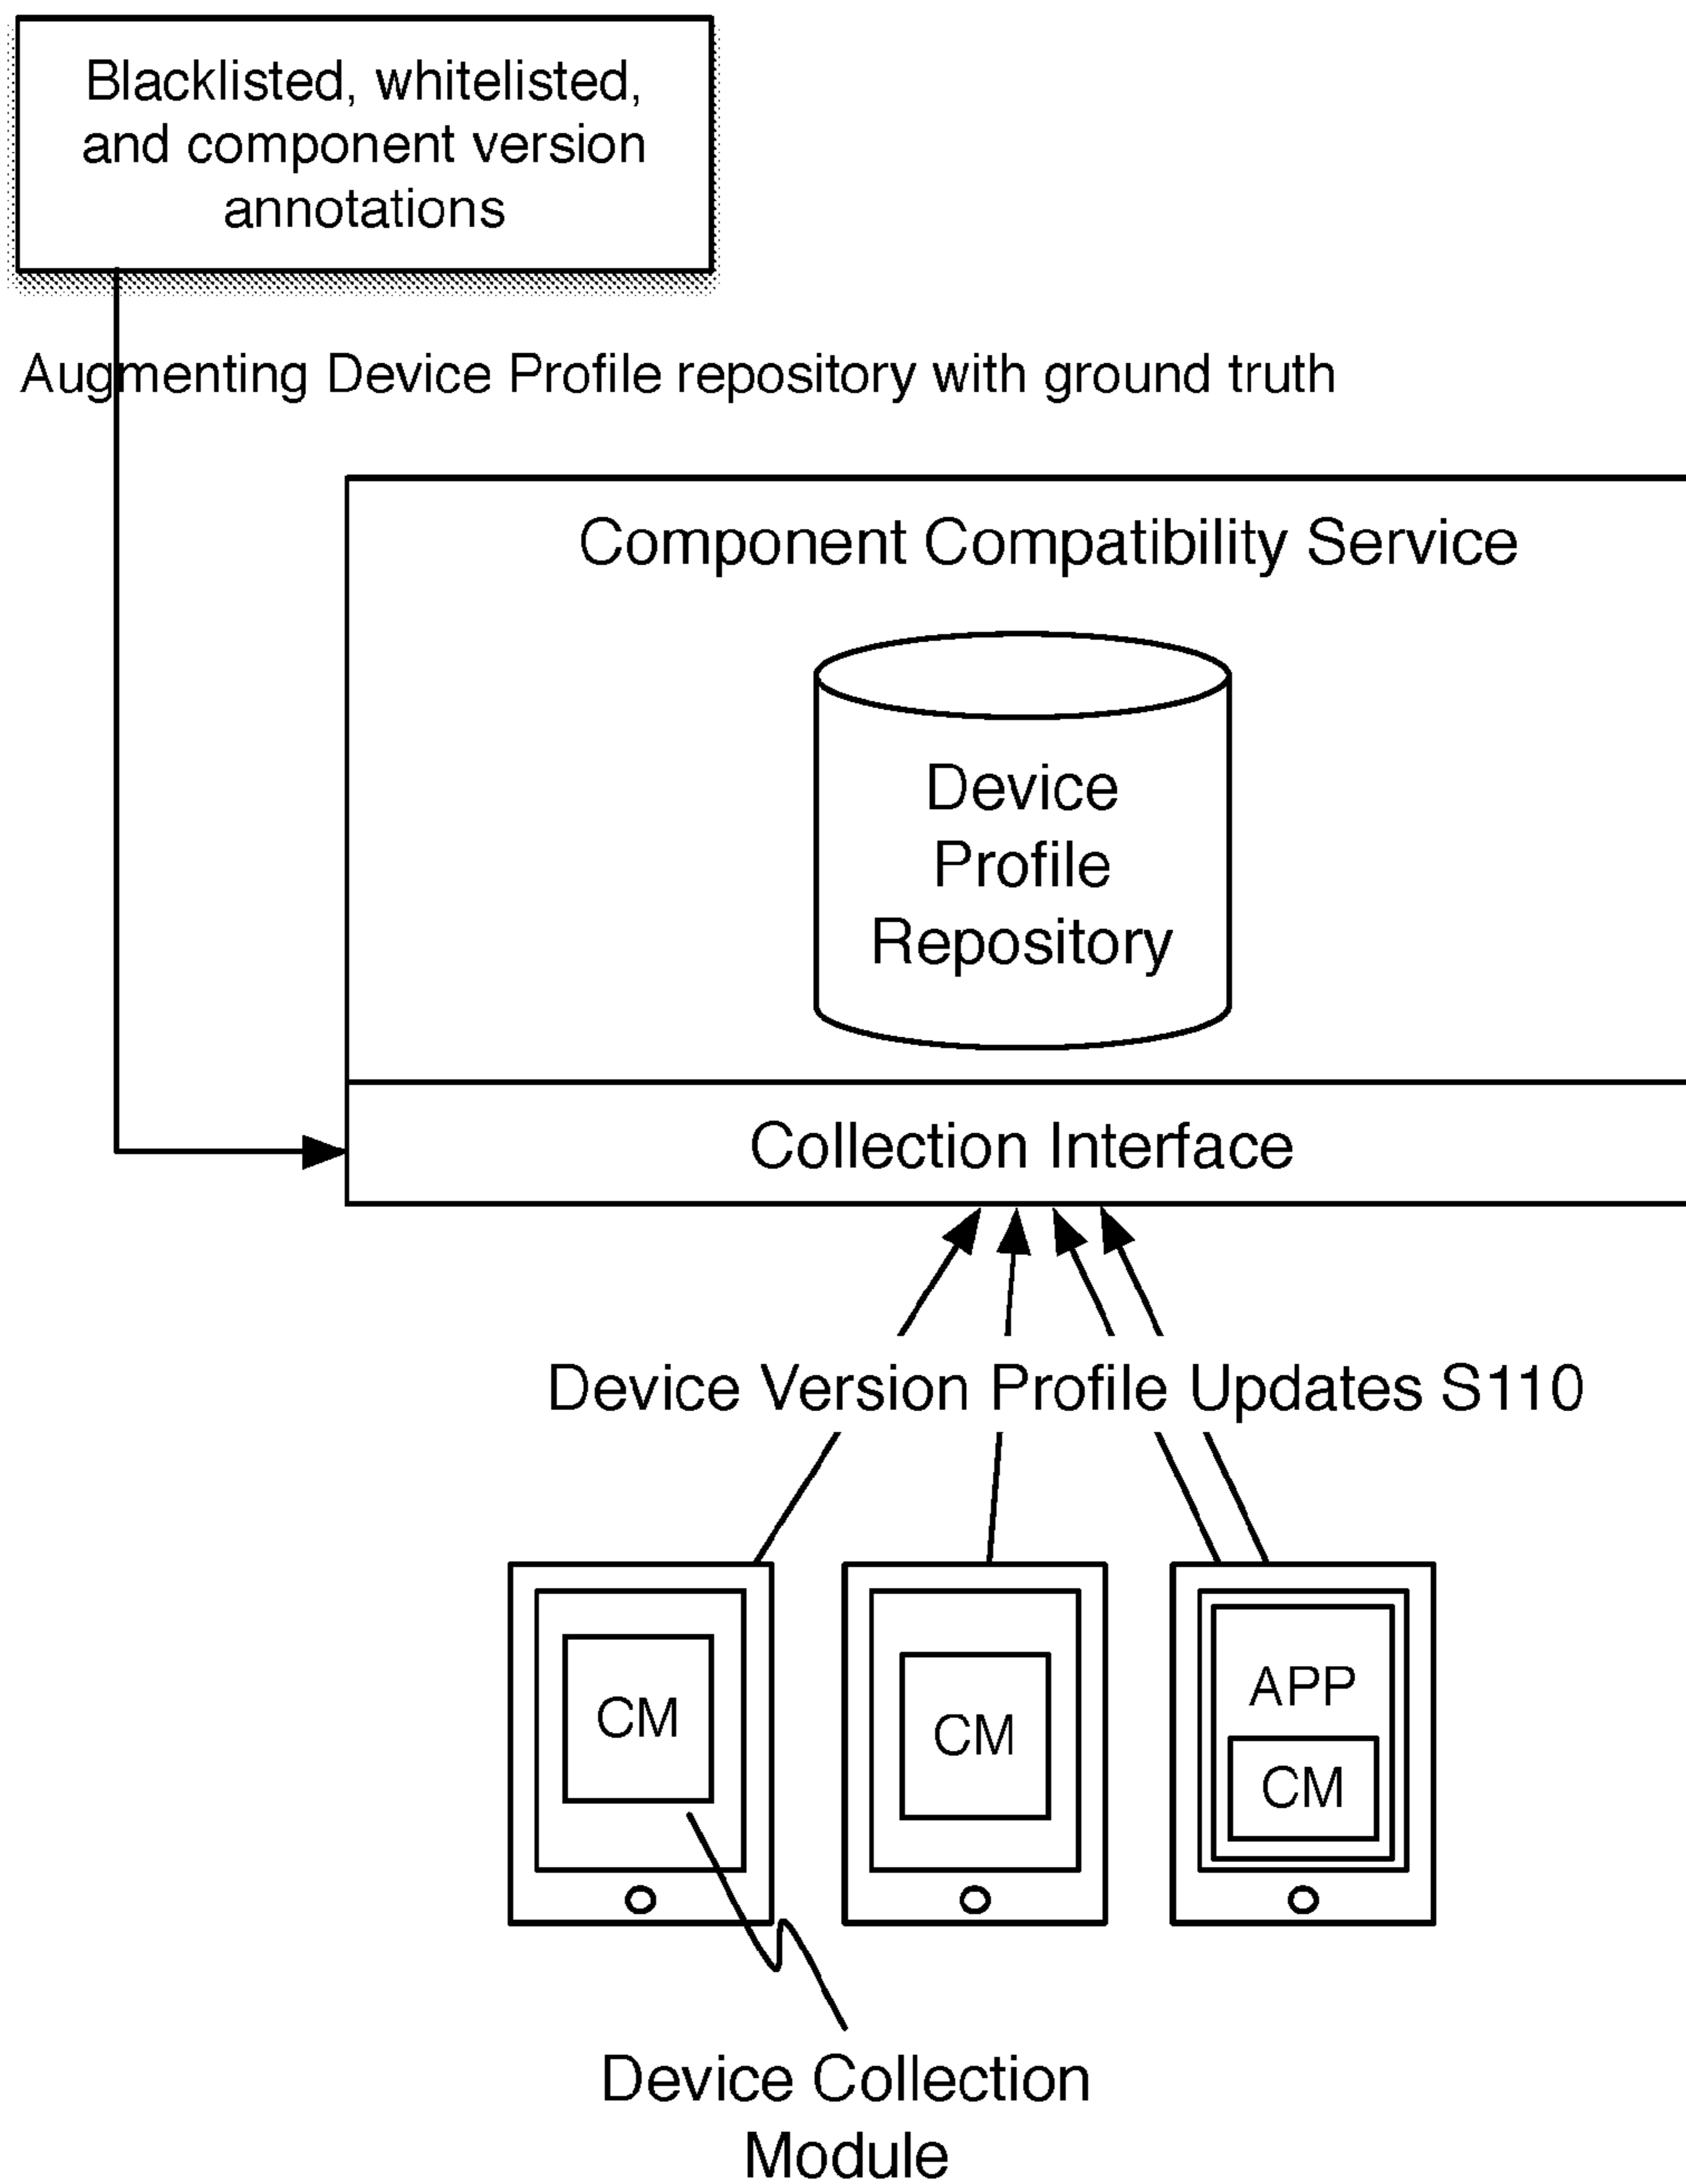 Blacklisted, whitelisted,
and component version
annotations
Augmenting Device Profile repository with ground truth
Component Compatibility Service
Device
Profile
Repository
Collection Interface
Device Version Profile Updates S110
CM
CM
APP
CM
Device Collection
Module